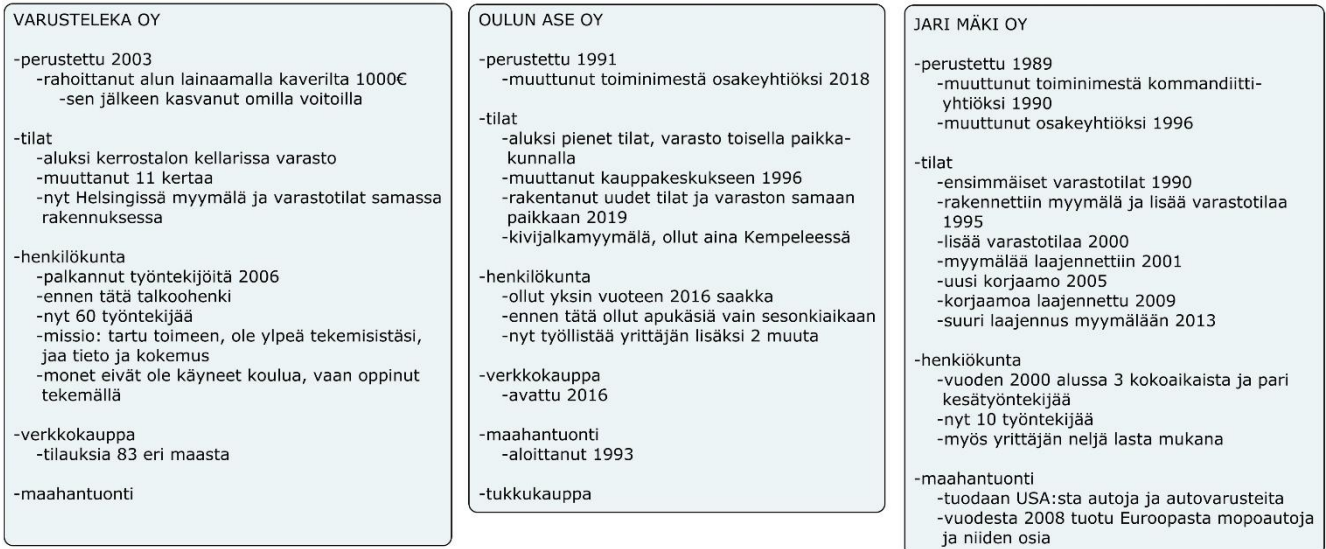 VARUSTELEKA OY
-perustettu 2003
-rahoittanut alun lainaamalla kaverilta 1000€
-sen jälkeen kasvanut omilla voitoilla
-tilat
-aluksi kerrostalon kellarissa varasto
-muuttanut 11 kertaa
-nyt Helsingissä myymälä ja varastotilat samassa
rakennuksessa
-henkilökunta
-palkannut työntekijöitä 2006
-ennen tätä talkoohenki
-nyt 60 työntekijää
-missio: tartu toimeen, ole ylpeä tekemisistäsi,
jaa tieto ja kokemus
-monet eivät ole käyneet koulua, vaan oppinut
tekemällä
-verkkokauppa
-tilauksia 83 eri maasta
-maahantuonti
OULUN ASE OY
-perustettu 1991
-muuttunut toiminimestä osakeyhtiöksi 2018
-tilat
-aluksi pienet tilat, varasto toisella paikka-
kunnalla
-muuttanut kauppakeskukseen 1996
-rakentanut uudet tilat ja varaston samaan
paikkaan 2019
-kivijalkamyymälä, ollut aina Kempeleessä
-henkilökunta
-ollut yksin vuoteen 2016 saakka
-ennen tätä ollut apukäsiä vain sesonkiaikaan
-nyt työllistää yrittäjän lisäksi 2 muuta
-verkkokauppa
-avattu 2016
-maahantuonti
-aloittanut 1993
-tukkukauppa
JARI MÄKI OY
-perustettu 1989
-muuttunut toiminimestä kommandiitti-
yhtiöksi 1990
-muuttunut osakeyhtiöksi 1996
-tilat
-ensimmäiset varastotilat 1990
-rakennettiin myymälä ja lisää varastotilaa
1995
-lisää varastotilaa 2000
-myymälää laajennettiin 2001
-uusi korjaamo 2005
-korjaamoa laajennettu 2009
-suuri laajennus myymälään 2013
-henkiökunta
-vuoden 2000 alussa 3 kokoaikaista ja pari
kesätyöntekijää
-nyt 10 työntekijää
-myös yrittäjän neljä lasta mukana
-maahantuonti
-tuodaan USA:sta autoja ja autovarusteita
-vuodesta 2008 tuotu Euroopasta mopoautoja
ja niiden osia